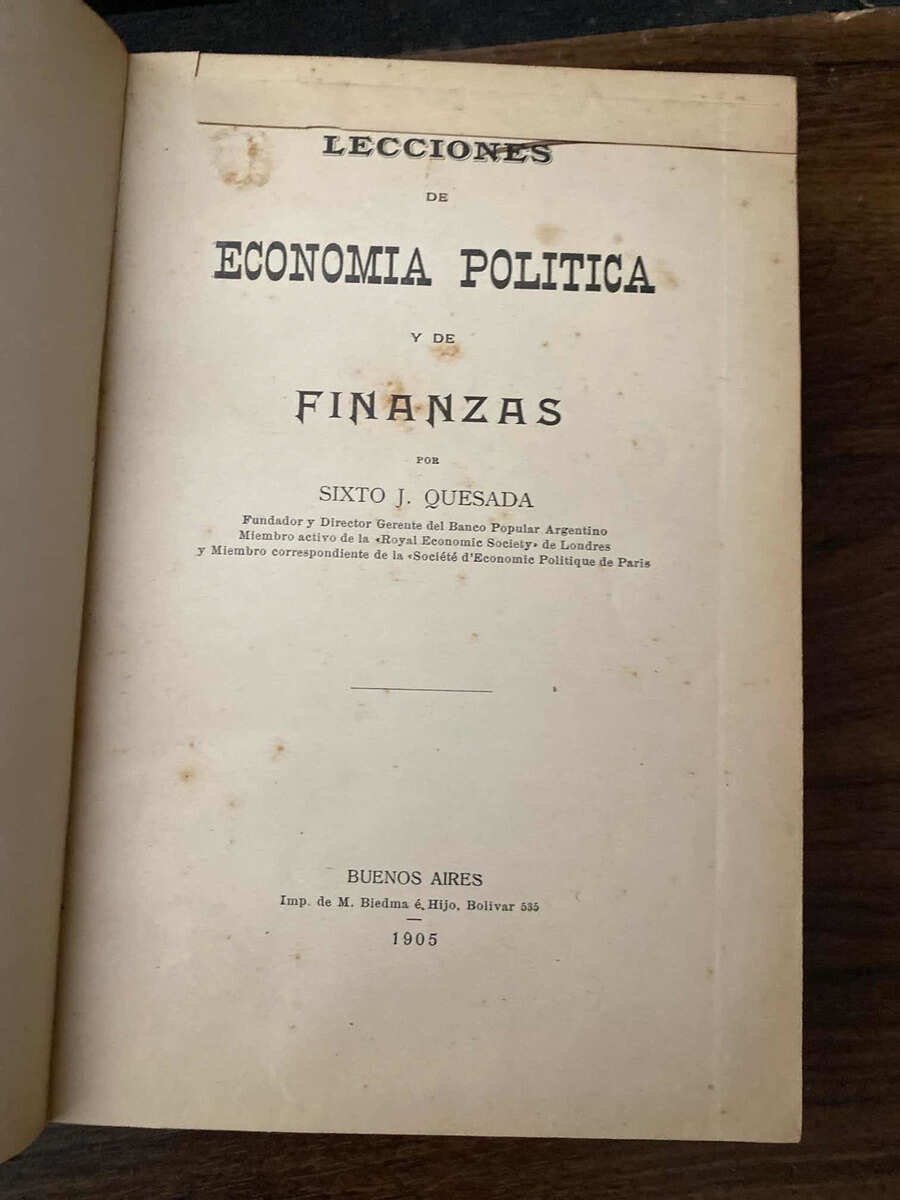 LECCIONES
DE
ECONOMIA POLITICA
Y DE
FINANZAS
POR
SIXTO J. QUESADA
Fundador y Director Gerente del Banco Popular Argentino
Miembro activo de la «Royal Economic Society» de Londres
y Miembro correspondiente de la «Société d'Economic Politique de Paris
BUENOS AIRES
Imp. de M. Biedma é Hijo, Bolívar 535
1905